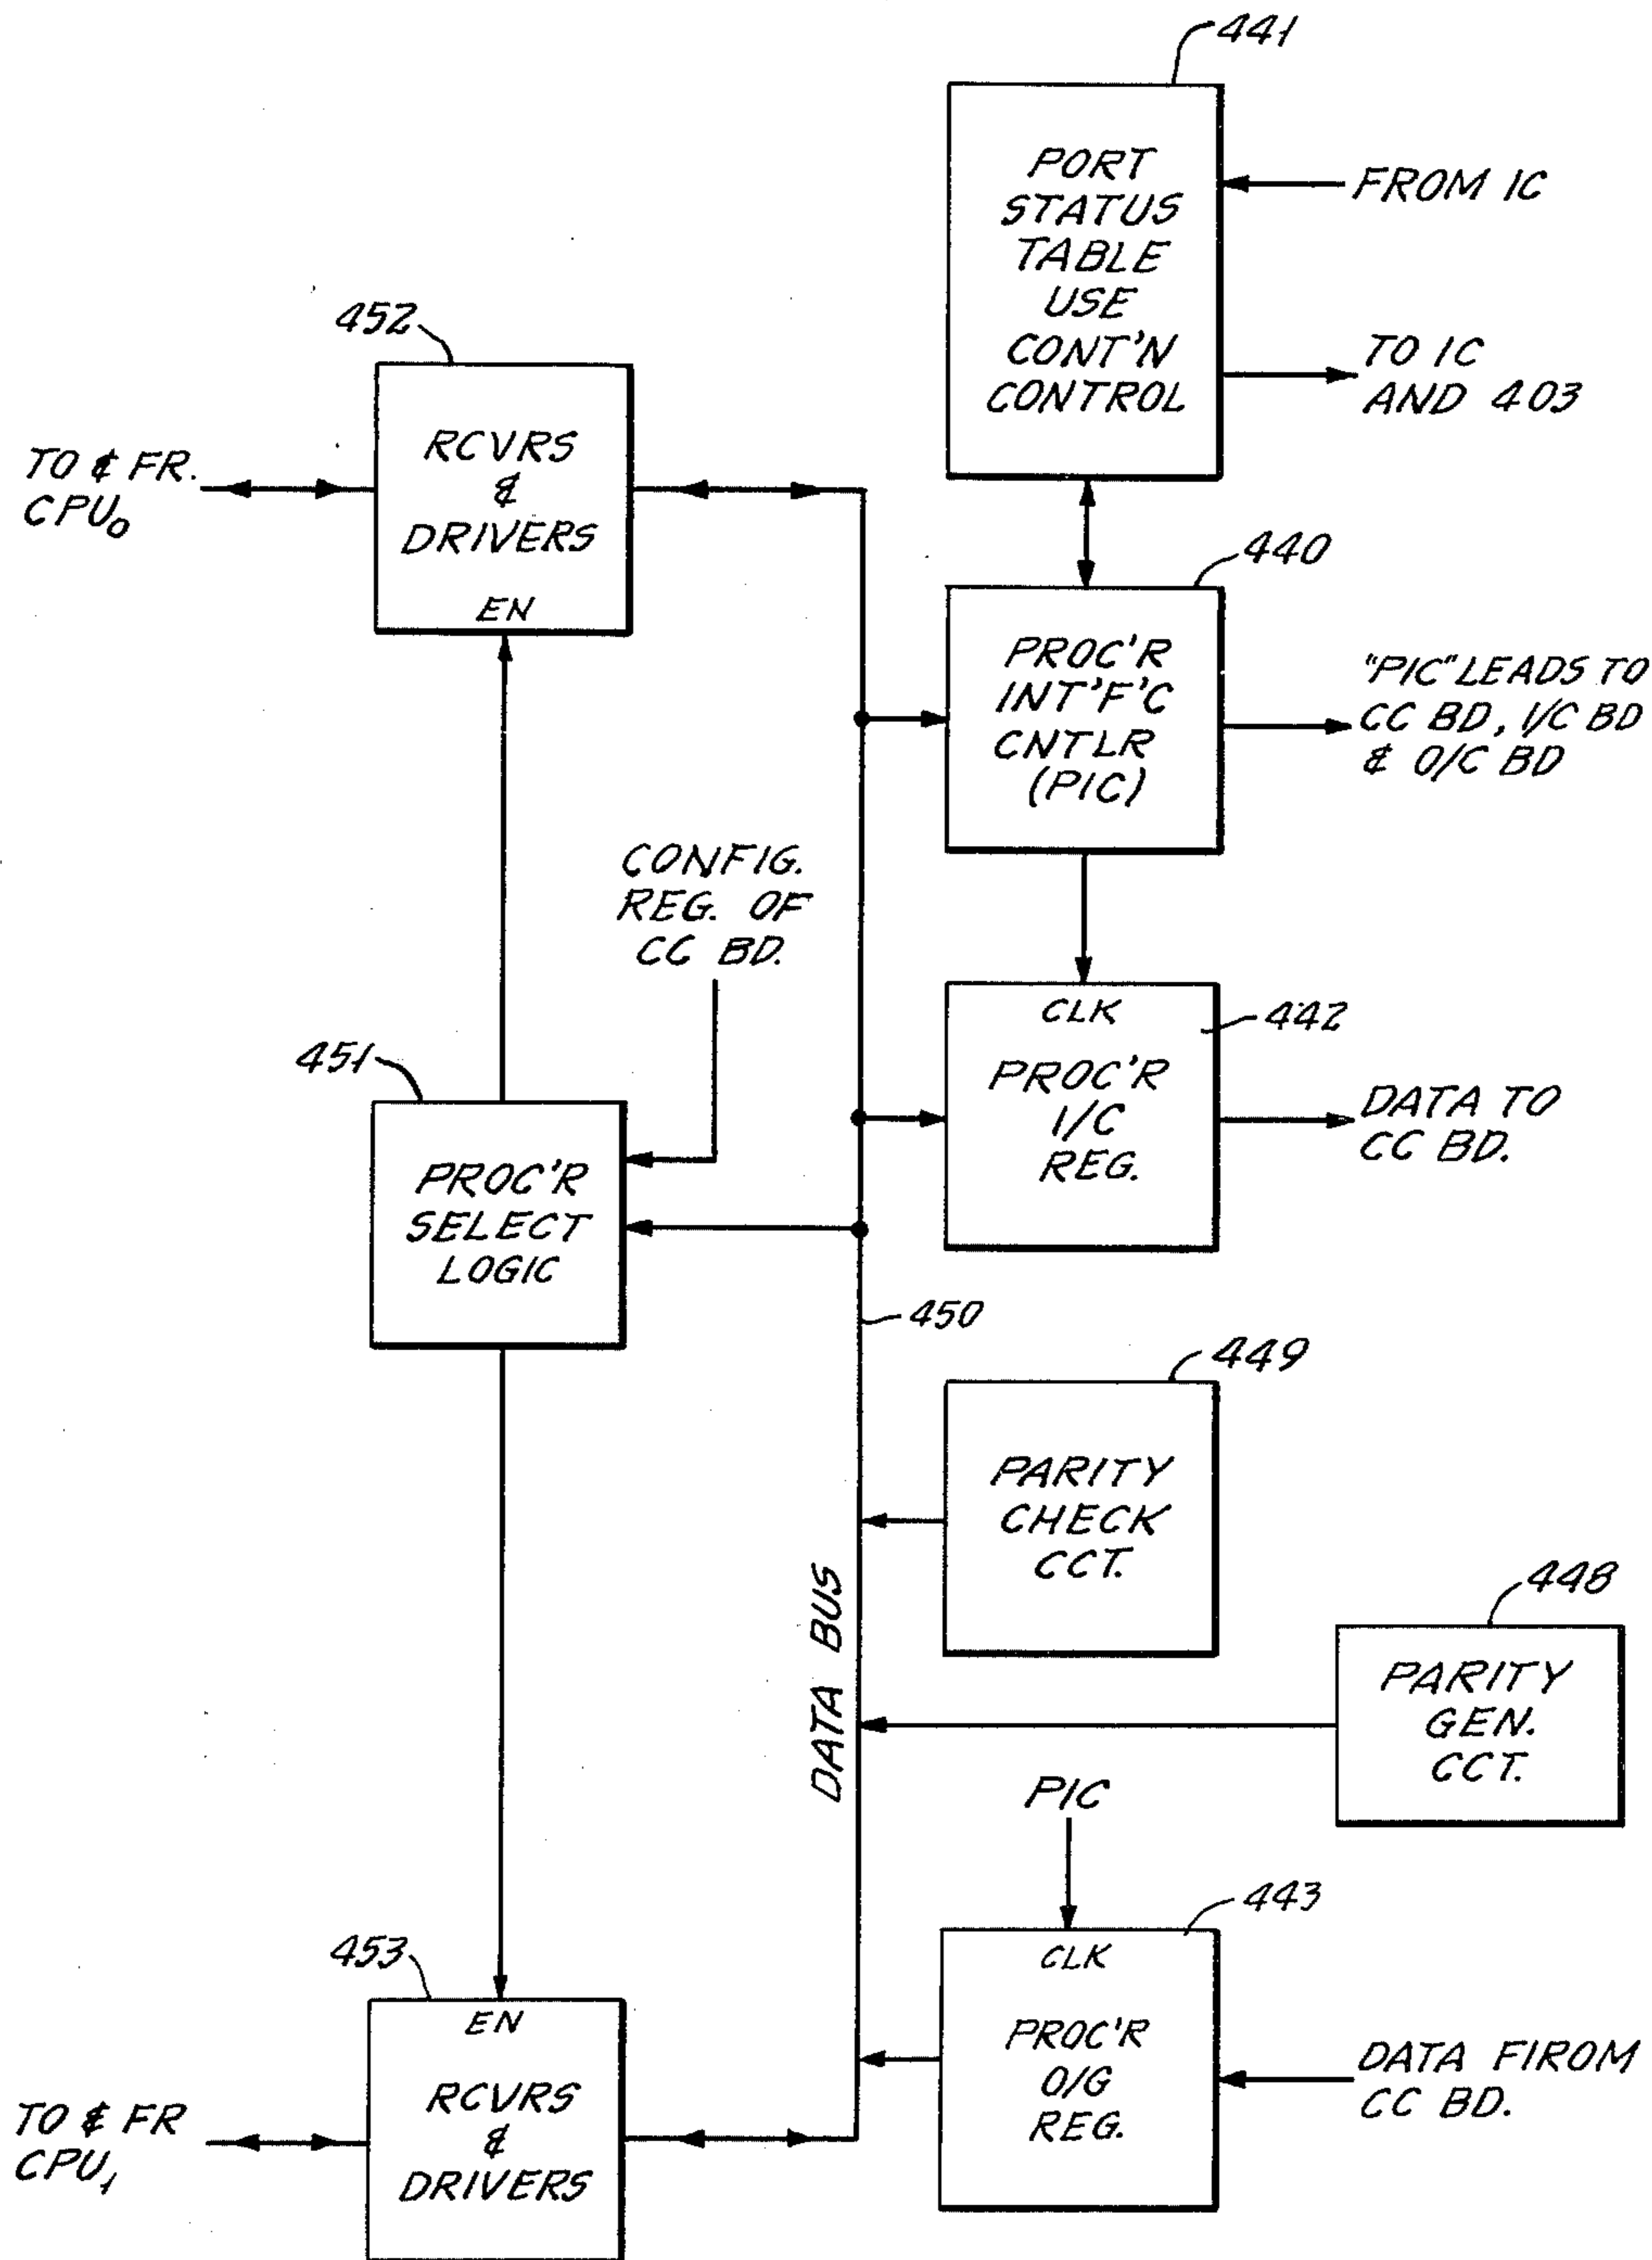 441
PORT
STATUS
TABLE
USE
CONT'N
CONTROL
FROM IC
TO IC
AND 403
452
RCVRS
&
DRIVERS
EN
TO & FR.
CPU₀
440
PROC'R
INT'F'C
CNTLR
(PIC)
"PIC" LEADS TO
CC BD, I/C BD
& O/C BD
CONFIG.
REG. OF
CC BD.
451
PROC'R
SELECT
LOGIC
CLK
442
PROC'R
I/C
REG.
DATA TO
CC BD.
450
449
PARITY
CHECK
CCT.
DATA BUS
448
PARITY
GEN.
CCT.
PIC
443
CLK
PROC'R
O/G
REG.
DATA FIROM
CC BD.
453
EN
RCVRS
&
DRIVERS
TO & FR
CPU₁